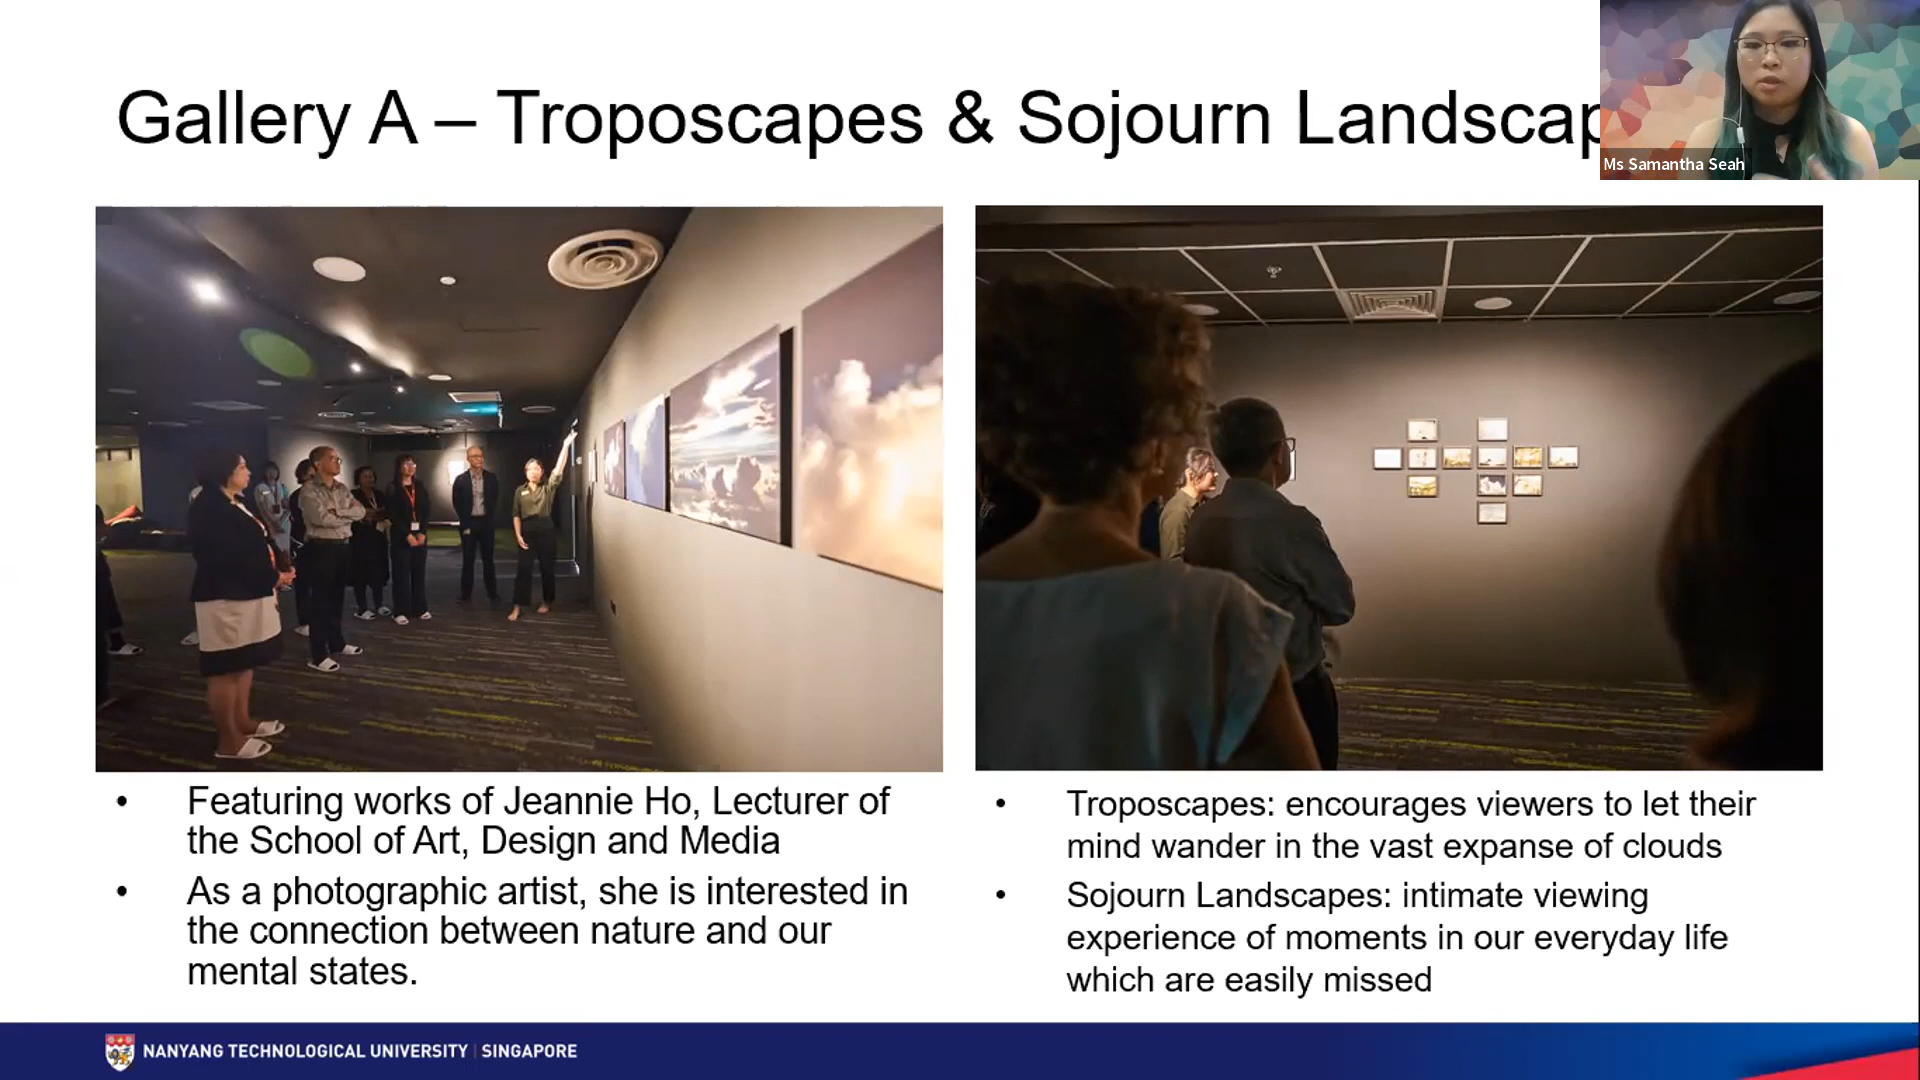 Gallery A – Troposcapes & Sojourn Landscap
Ms Samantha Seah
• Featuring works of Jeannie Ho, Lecturer of
the School of Art, Design and Media
• As a photographic artist, she is interested in
the connection between nature and our
mental states.
• Troposcapes: encourages viewers to let their
mind wander in the vast expanse of clouds
• Sojourn Landscapes: intimate viewing
experience of moments in our everyday life
which are easily missed
NANYANG TECHNOLOGICAL UNIVERSITY | SINGAPORE